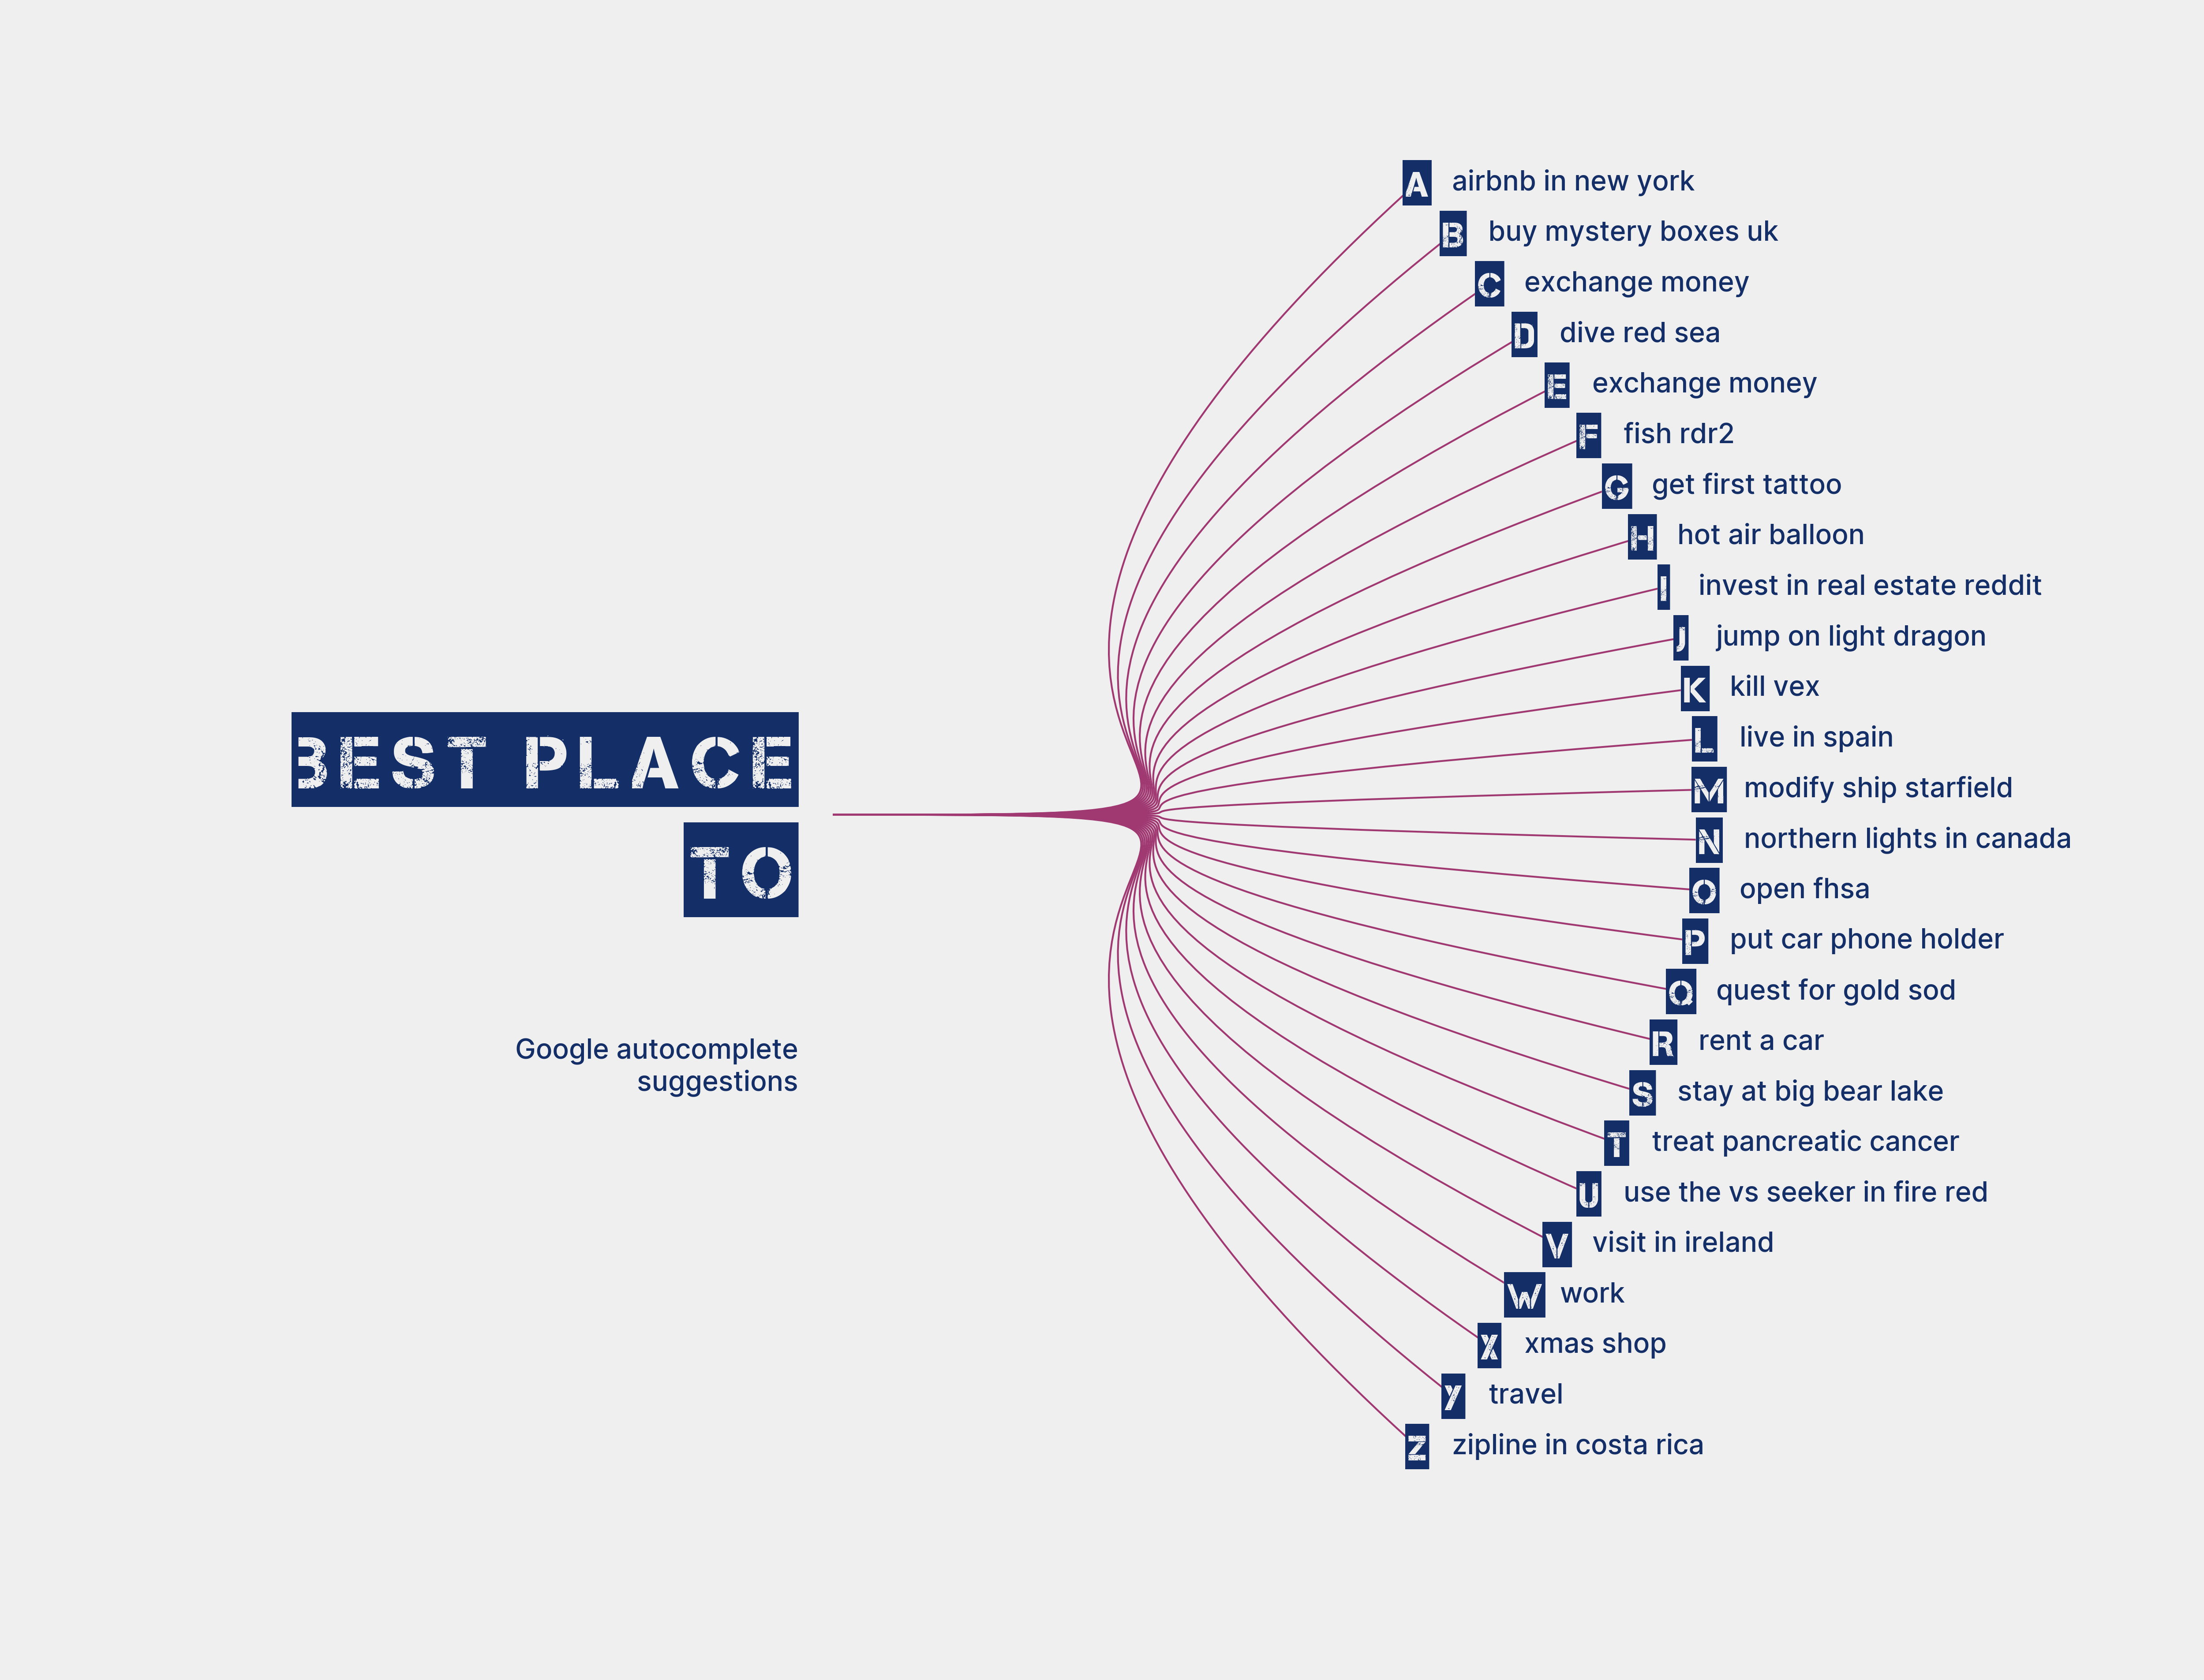 BEST PLACE
TO
Google autocomplete
suggestions
A airbnb in new york
B buy mystery boxes uk
C exchange money
D dive red sea
E exchange money
F fish rdr2
G get first tattoo
H hot air balloon
I invest in real estate reddit
J jump on light dragon
K kill vex
L live in spain
M modify ship starfield
N northern lights in canada
O open fhsa
P put car phone holder
Q quest for gold sod
R rent a car
S stay at big bear lake
T treat pancreatic cancer
U use the vs seeker in fire red
V visit in ireland
W work
X xmas shop
Y travel
Z zipline in costa rica